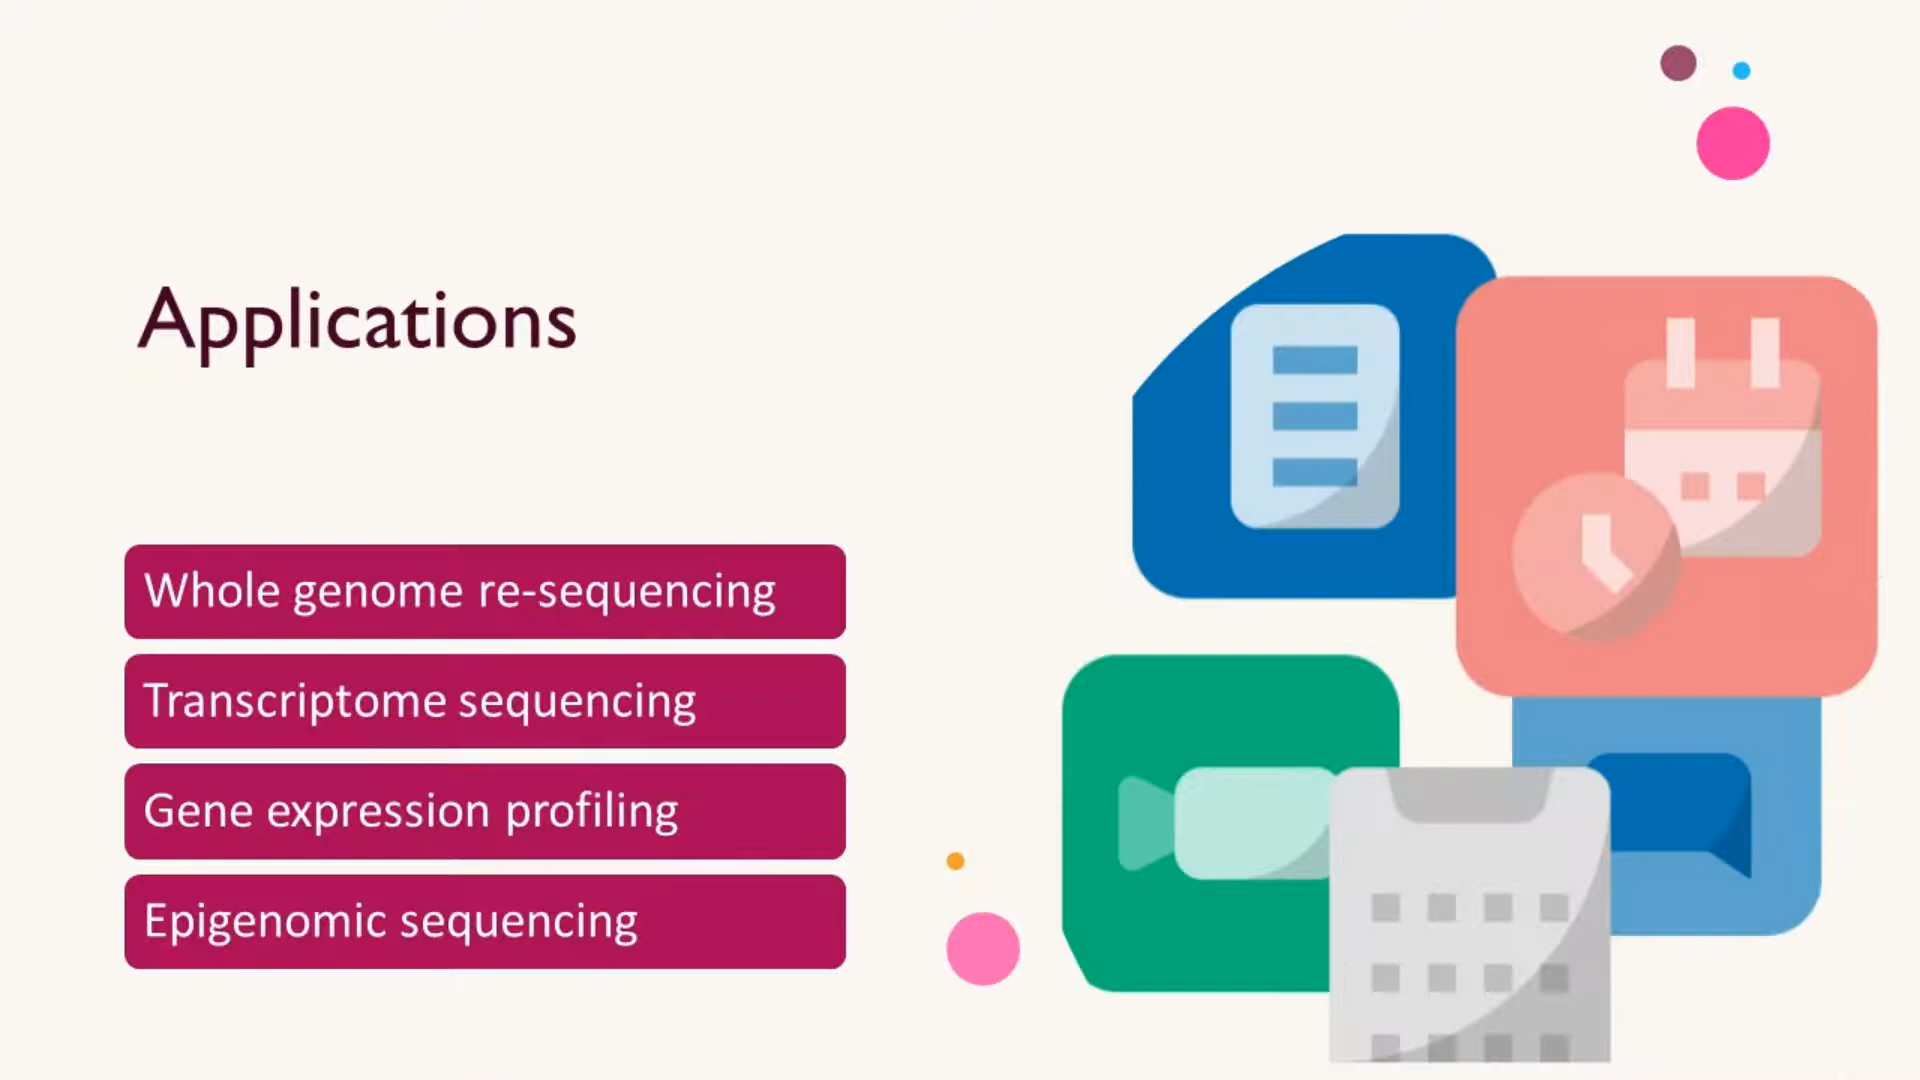 Applications
Whole genome re-sequencing
Transcriptome sequencing
Gene expression profiling
Epigenomic sequencing